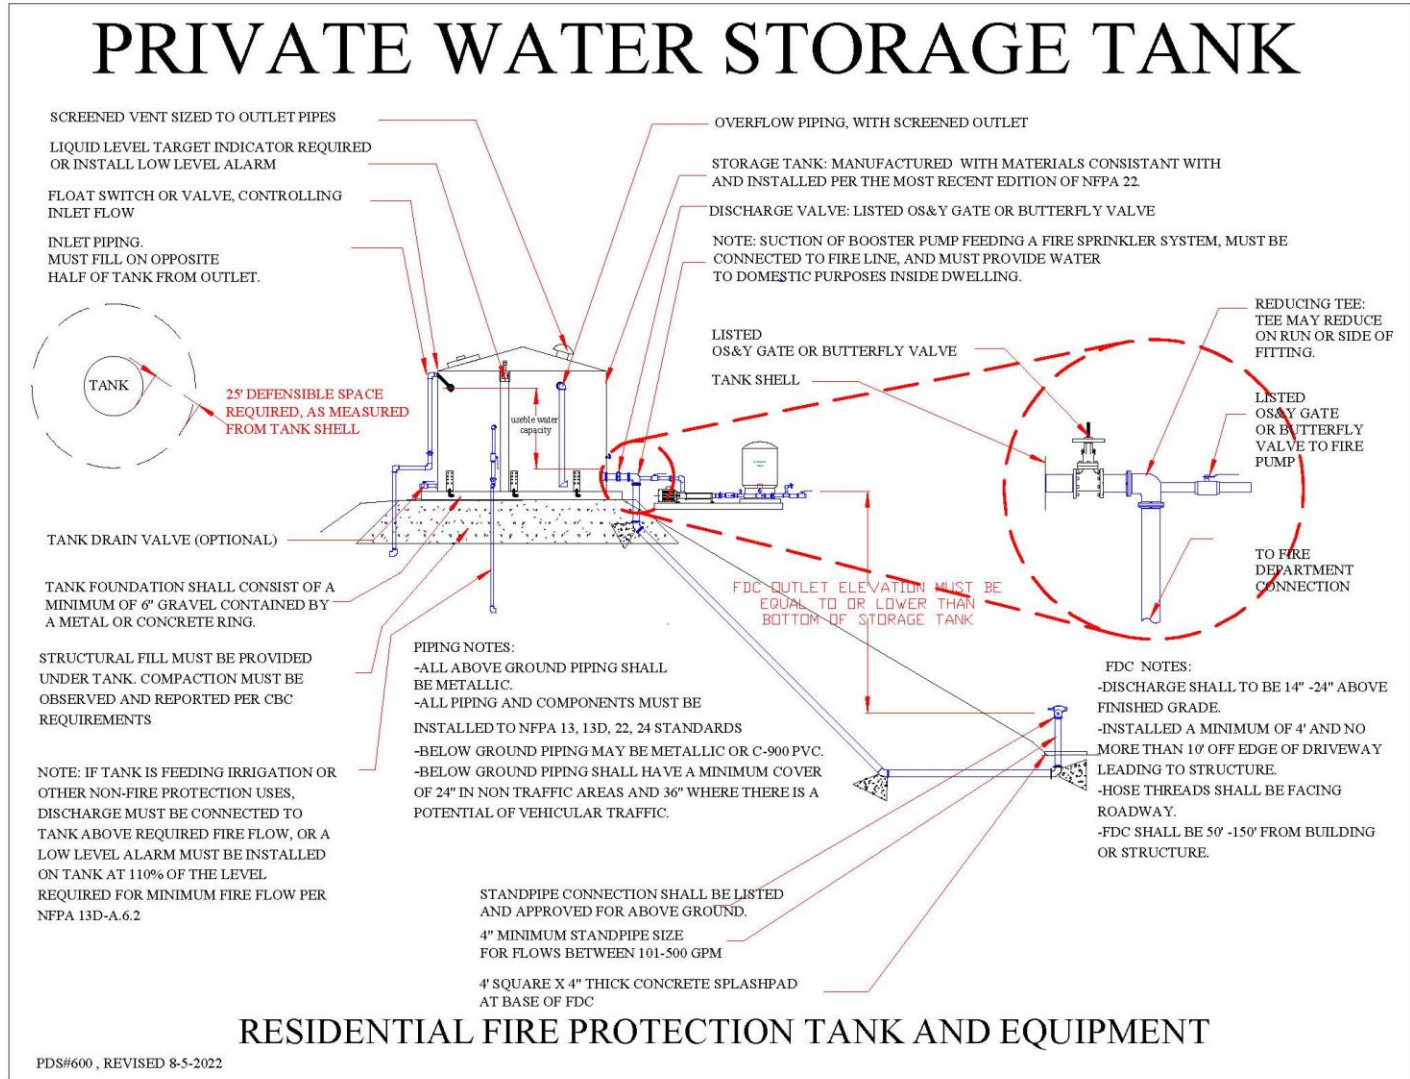 PRIVATE WATER STORAGE TANK
SCREENED VENT SIZED TO OUTLET PIPES
LIQUID LEVEL TARGET INDICATOR REQUIRED
OR INSTALL LOW LEVEL ALARM
FLOAT SWITCH OR VALVE, CONTROLLING
INLET FLOW
INLET PIPING.
MUST FILL ON OPPOSITE
HALF OF TANK FROM OUTLET.
OVERFLOW PIPING, WITH SCREENED OUTLET
STORAGE TANK: MANUFACTURED WITH MATERIALS CONSISTANT WITH
AND INSTALLED PER THE MOST RECENT EDITION OF NFPA 22.
DISCHARGE VALVE: LISTED OS&Y GATE OR BUTTERFLY VALVE
NOTE: SUCTION OF BOOSTER PUMP FEEDING A FIRE SPRINKLER SYSTEM, MUST BE
CONNECTED TO FIRE LINE, AND MUST PROVIDE WATER
TO DOMESTIC PURPOSES INSIDE DWELLING.
LISTED
OS&Y GATE OR BUTTERFLY VALVE
TANK SHELL
REDUCING TEE:
TEE MAY REDUCE
ON RUN OR SIDE OF
FITTING.
LISTED
OS&Y GATE
OR BUTTERFLY
VALVE TO FIRE
PUMP
TO FIRE
DEPARTMENT
CONNECTION
TANK
25' DEFENSIBLE SPACE
REQUIRED, AS MEASURED
FROM TANK SHELL
useble water
capacity
TANK DRAIN VALVE (OPTIONAL)
TANK FOUNDATION SHALL CONSIST OF A
MINIMUM OF 6" GRAVEL CONTAINED BY
A METAL OR CONCRETE RING.
STRUCTURAL FILL MUST BE PROVIDED
UNDER TANK. COMPACTION MUST BE
OBSERVED AND REPORTED PER CBC
REQUIREMENTS
NOTE: IF TANK IS FEEDING IRRIGATION OR
OTHER NON-FIRE PROTECTION USES,
DISCHARGE MUST BE CONNECTED TO
TANK ABOVE REQUIRED FIRE FLOW, OR A
LOW LEVEL ALARM MUST BE INSTALLED
ON TANK AT 110% OF THE LEVEL
REQUIRED FOR MINIMUM FIRE FLOW PER
NFPA 13D-A.6.2
PIPING NOTES:
-ALL ABOVE GROUND PIPING SHALL
BE METALLIC.
-ALL PIPING AND COMPONENTS MUST BE
INSTALLED TO NFPA 13, 13D, 22, 24 STANDARDS
-BELOW GROUND PIPING MAY BE METALLIC OR C-900 PVC.
-BELOW GROUND PIPING SHALL HAVE A MINIMUM COVER
OF 24" IN NON TRAFFIC AREAS AND 36" WHERE THERE IS A
POTENTIAL OF VEHICULAR TRAFFIC.
FDC OUTLET ELEVATION MUST BE
EQUAL TO OR LOWER THAN
BOTTOM OF STORAGE TANK
FDC NOTES:
-DISCHARGE SHALL TO BE 14" -24" ABOVE
FINISHED GRADE.
-INSTALLED A MINIMUM OF 4' AND NO
MORE THAN 10' OFF EDGE OF DRIVEWAY
LEADING TO STRUCTURE.
-HOSE THREADS SHALL BE FACING
ROADWAY.
-FDC SHALL BE 50' -150' FROM BUILDING
OR STRUCTURE.
STANDPIPE CONNECTION SHALL BE LISTED
AND APPROVED FOR ABOVE GROUND.
4" MINIMUM STANDPIPE SIZE
FOR FLOWS BETWEEN 101-500 GPM
4' SQUARE X 4" THICK CONCRETE SPLASHPAD
AT BASE OF FDC
RESIDENTIAL FIRE PROTECTION TANK AND EQUIPMENT
PDS#600 , REVISED 8-5-2022